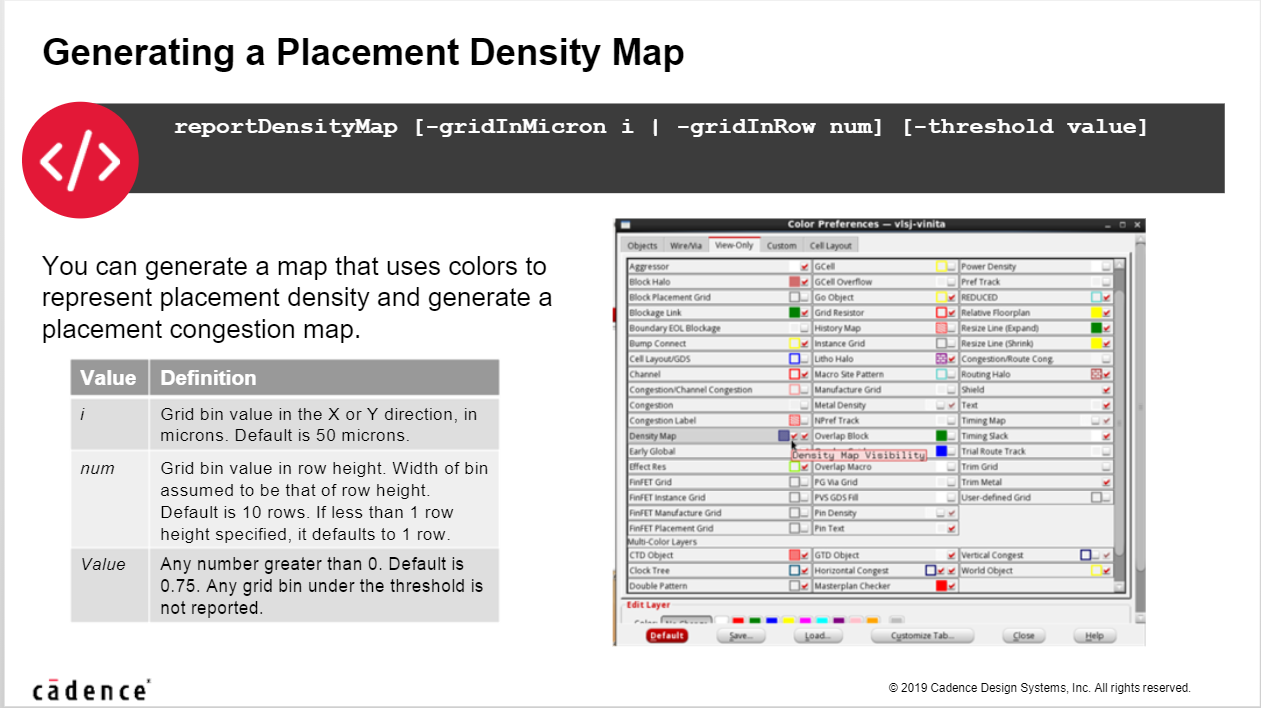 Generating a Placement Density Map
reportDensityMap [-gridInMicron i | -gridInRow num] [-threshold value]
You can generate a map that uses colors to
represent placement density and generate a
placement congestion map.
Value Definition
i Grid bin value in the X or Y direction, in
microns. Default is 50 microns.
num Grid bin value in row height. Width of bin
assumed to be that of row height.
Default is 10 rows. If less than 1 row
height specified, it defaults to 1 row.
Value Any number greater than 0. Default is
0.75. Any grid bin under the threshold is
not reported.
Color Preferences — vlsj-vinita
Objects Wire/Via View-Only Custom Cell Layout
Aggressor GCell Power Density
Block Halo GCell Overflow Pref Track
Block Placement Grid Go Object REDUCED
Blockage Link Grid Resistor Relative Floorplan
Boundary EOL Blockage History Map Resize Line (Expand)
Bump Connect Instance Grid Resize Line (Shrink)
Cell Layout/GDS Litho Halo Congestion/Route Cong.
Channel Macro Site Pattern Routing Halo
Congestion/Channel Congestion Manufacture Grid Shield
Congestion Metal Density Text
Congestion Label NPref Track Timing Map
Density Map Overlap Block Timing Slack
Early Global Trial Route Track
Density Map Visibility
Effect Res Overlap Macro Trim Grid
FinFET Grid PG Via Grid Trim Metal
FinFET Instance Grid PVS GDS Fill User-defined Grid
FinFET Manufacture Grid Pin Density
FinFET Placement Grid Pin Text
Multi-Color Layers
CTD Object GTD Object Vertical Congest
Clock Tree Horizontal Congest World Object
Double Pattern Masterplan Checker
Edit Layer
Default Save... Load... Customize Tab... Close Help
cādence
© 2019 Cadence Design Systems, Inc. All rights reserved.